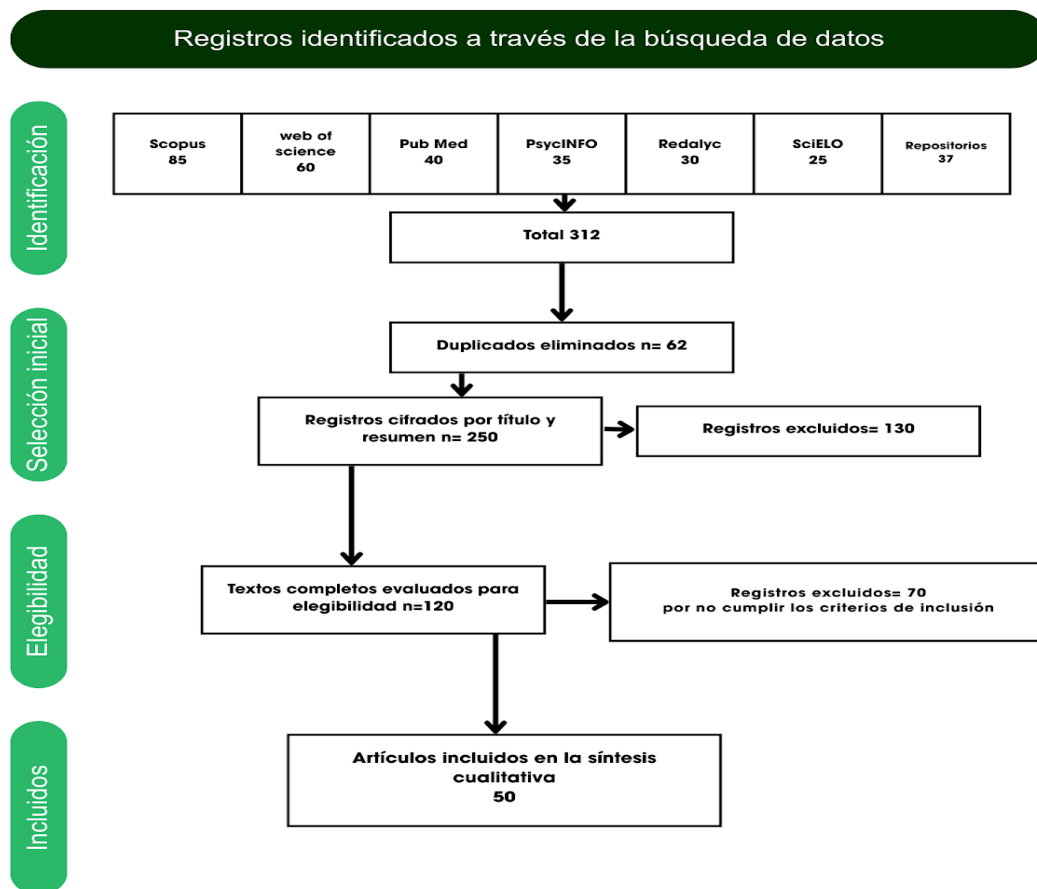 Registros identificados a través de la búsqueda de datos
Identificación
Scopus
85
web of
science
60
Pub Med
40
PsycINFO
35
Redalyc
30
SciELO
25
Repositorios
37
Total 312
Selección inicial
Duplicados eliminados n= 62
Registros cifrados por título y
resumen n= 250
Registros excluidos= 130
Elegibilidad
Textos completos evaluados para
elegibilidad n=120
Registros excluidos= 70
por no cumplir los criterios de inclusión
Incluidos
Artículos incluidos en la síntesis
cualitativa
50